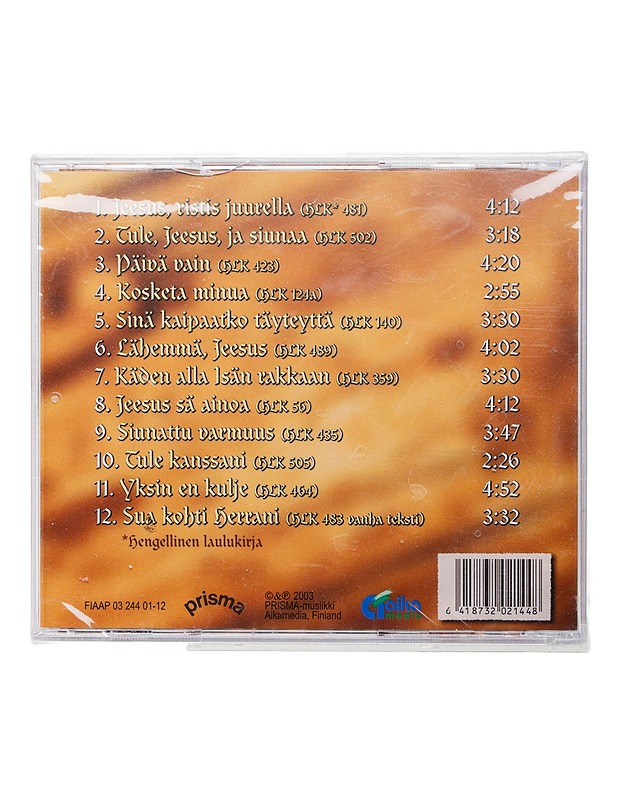 1. Jeesus, ristis juurella (HLK* 481) 4:12
2. Tule, Jeesus, ja siunaa (HLK 502) 3:18
3. Päivä vain (HLK 423) 4:20
4. Kosketa minua (HLK 124a) 2:55
5. Sinä kaipaatko täyteyttä (HLK 140) 3:30
6. Lähemmä, Jeesus (HLK 489) 4:02
7. Käden alla Isän rakkaan (HLK 359) 3:30
8. Jeesus sä ainoa (HLK 56) 4:12
9. Siunattu varmuus (HLK 435) 3:47
10. Tule kanssani (HLK 505) 2:26
11. Yksin en kulje (HLK 464) 4:52
12. Sua kohti Herrani (HLK 483 vanha teksti) 3:32
*Hengellinen laulukirja
FIAAP 03 244 01-12
prisma
©&℗ 2003
PRISMA-musiikki
Aikamedia, Finland
aika
media
6 418732 021448